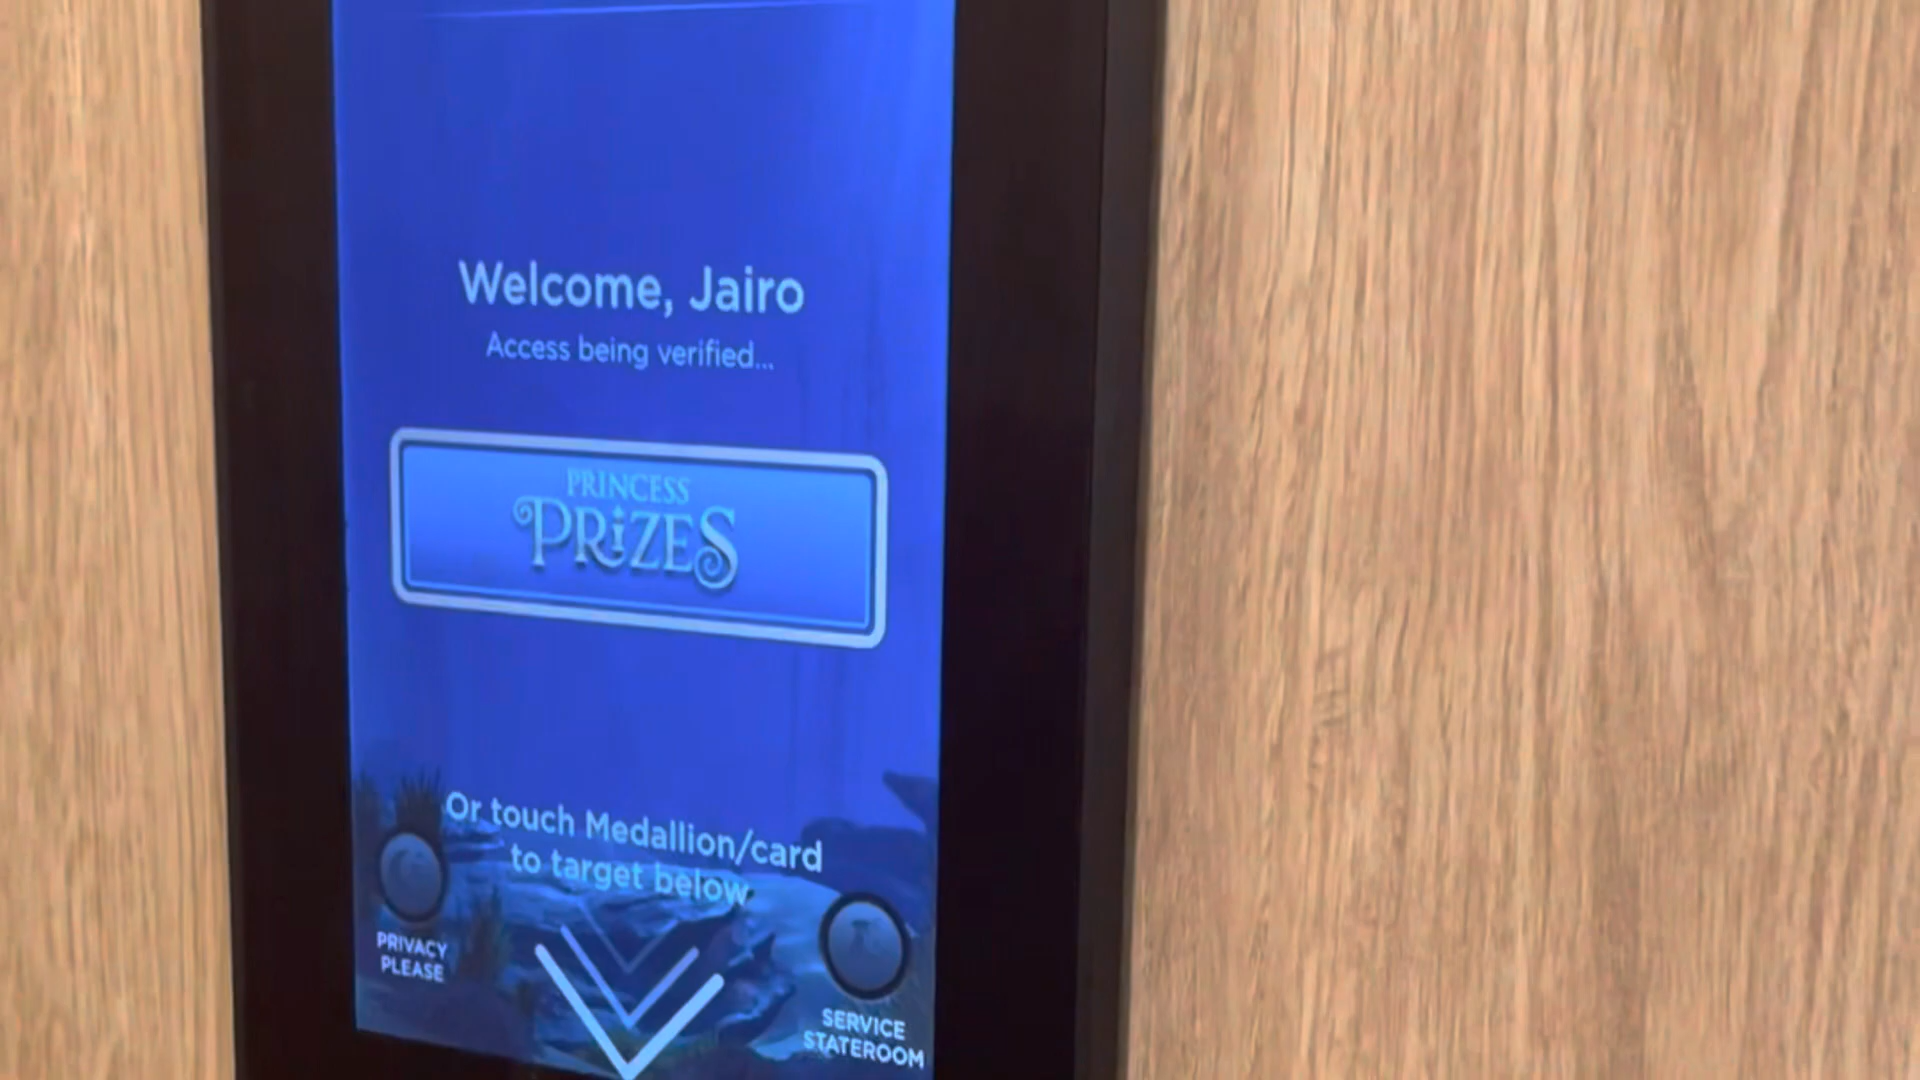 Welcome, Jairo
Access being verified...
PRINCESS
PRiZES
Or touch Medallion/card
to target below
PRIVACY
PLEASE
SERVICE
STATEROOM